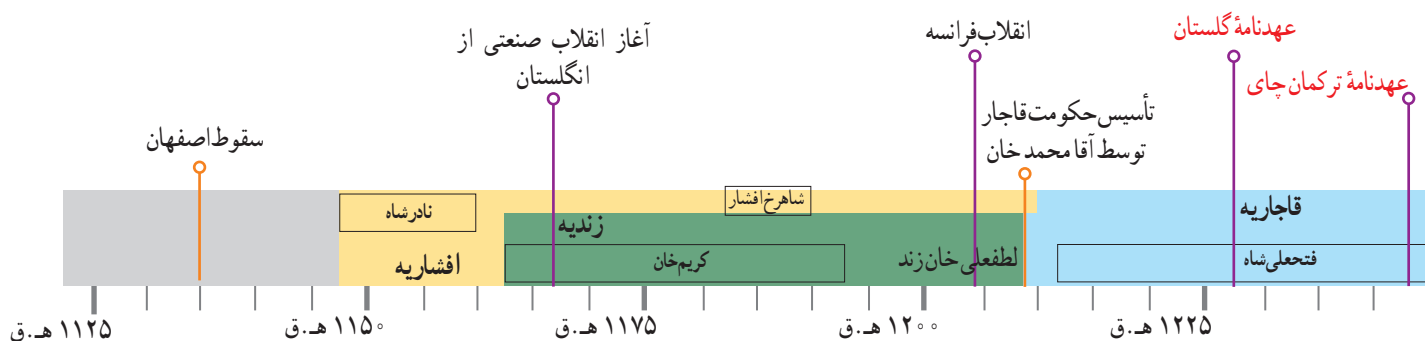 عهدنامهٔ گلستان
عهدنامهٔ ترکمان چای
انقلاب فرانسه
تأسیس حکومت قاجار
توسط آقا محمد خان
آغاز انقلاب صنعتی از
انگلستان
سقوط اصفهان
قاجاریه
فتحعلی شاه
شاهرخ افشار
زندیه
لطفعلی خان زند
کریم خان
نادرشاه
افشاریه
۱۱۲۵ هـ.ق
۱۱۵۰ هـ.ق
۱۱۷۵ هـ.ق
۱۲۰۰ هـ.ق
۱۲۲۵ هـ.ق